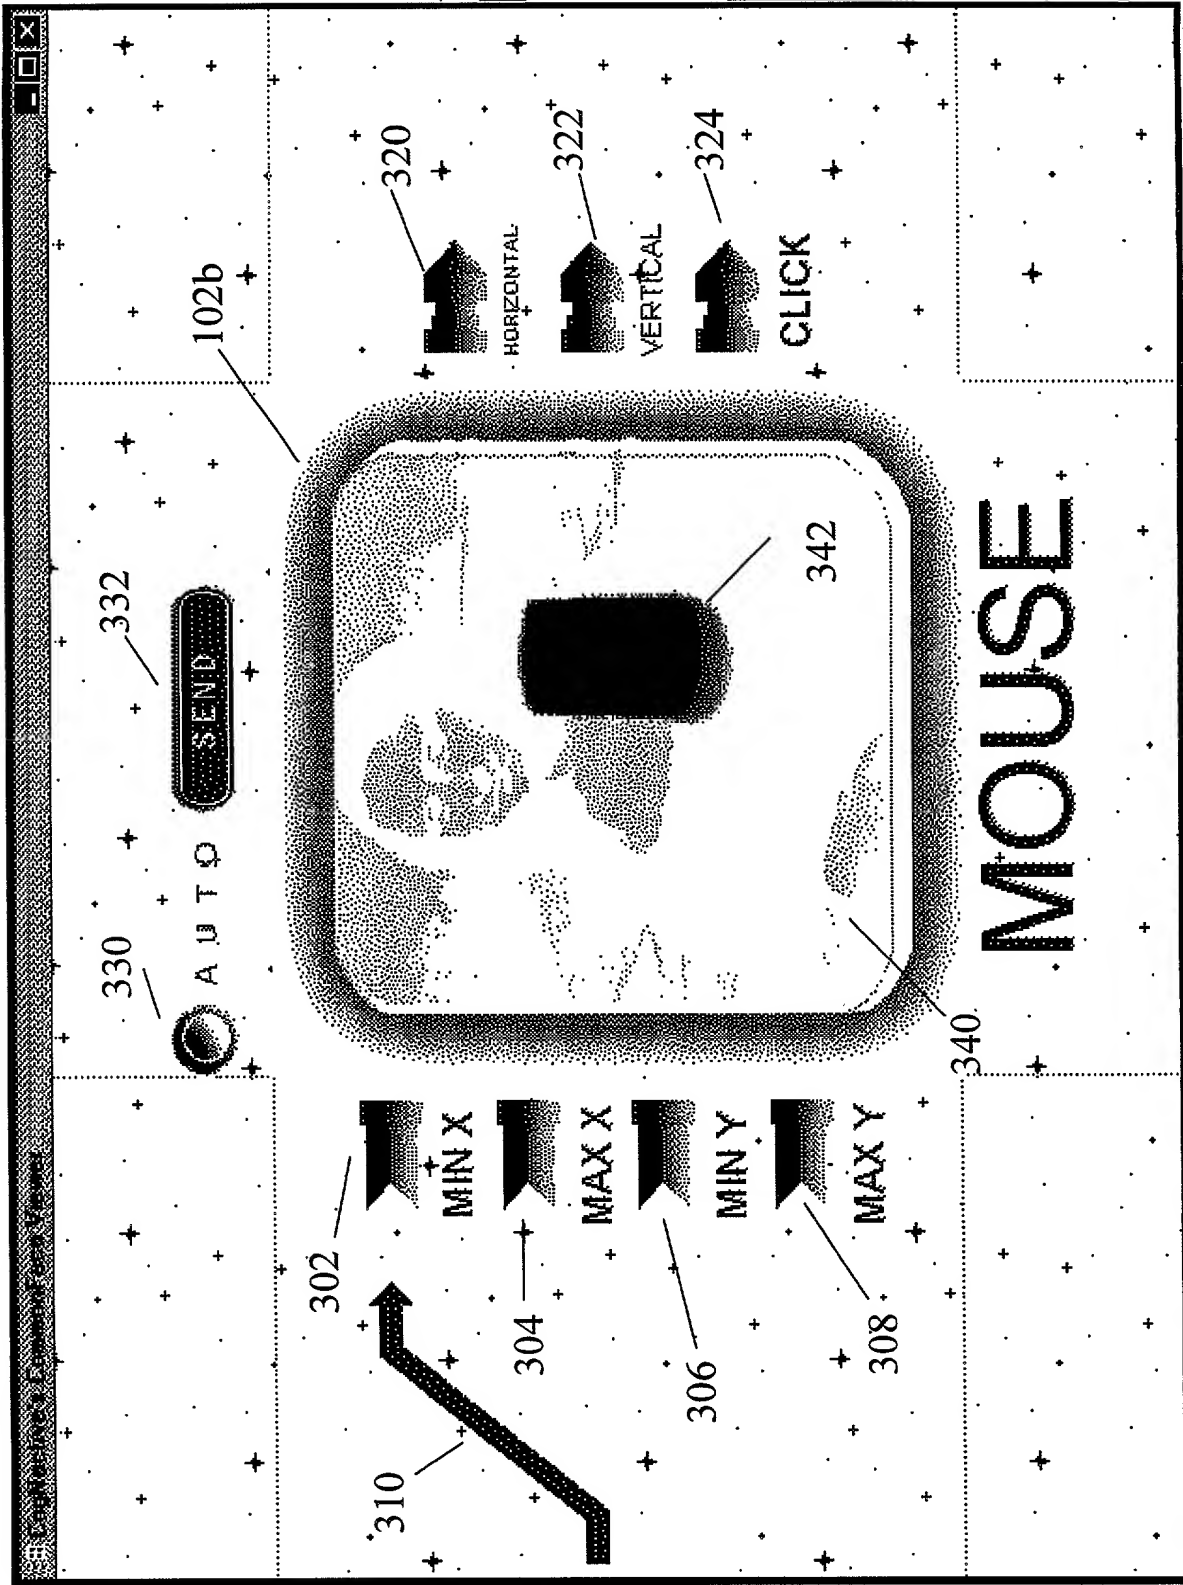 Viewer
330
332
AUTO
SEND
102b
302
310
320
MIN X
HORIZONTAL
304
322
MAX X
VERTICAL
306
324
MIN Y
CLICK
342
MAX Y
308
340
MOUSE